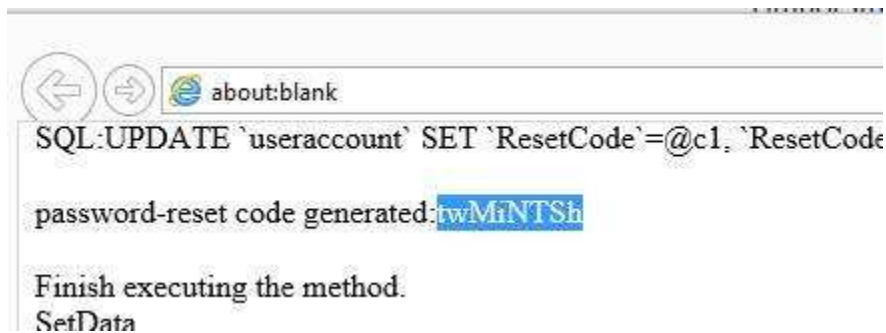 about:blank
SQL:UPDATE `useraccount` SET `ResetCode`=@c1, `ResetCode
password-reset code generated:twMiNTSh
Finish executing the method.
SetData